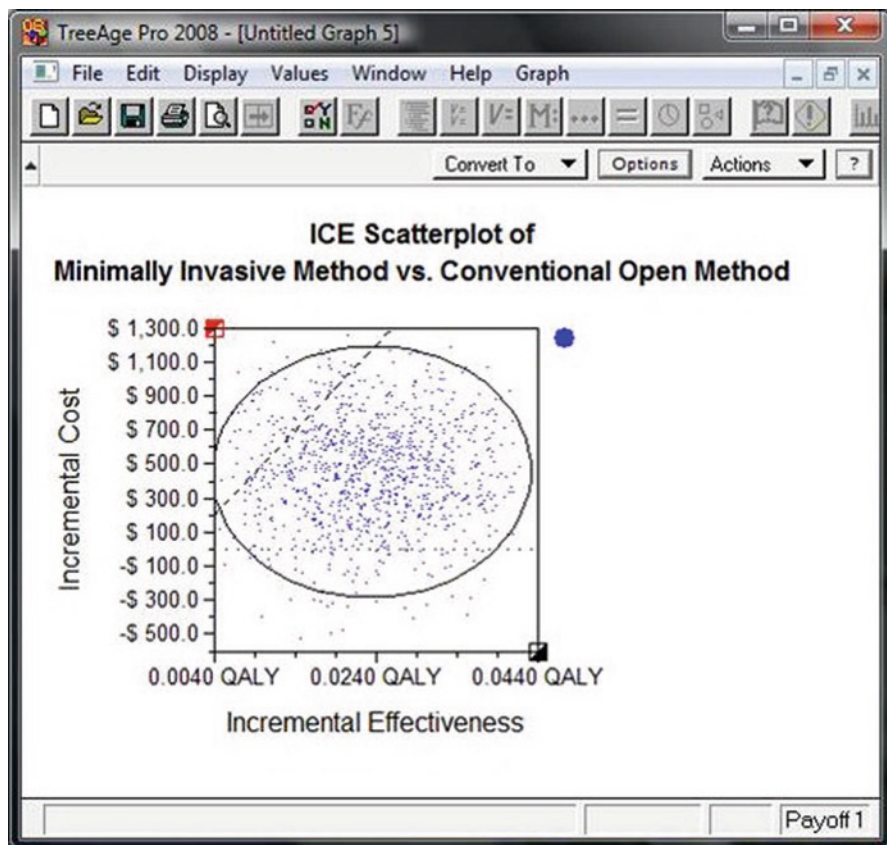 TreeAge Pro 2008 - [Untitled Graph 5]
File Edit Display Values Window Help Graph
Convert To Options Actions ?
ICE Scatterplot of
Minimally Invasive Method vs. Conventional Open Method
Incremental Cost
$ 1,300.0
$ 1,100.0
$ 900.0
$ 700.0
$ 500.0
$ 300.0
$ 100.0
-$ 100.0
-$ 300.0
-$ 500.0
0.0040 QALY 0.0240 QALY 0.0440 QALY
Incremental Effectiveness
Payoff 1